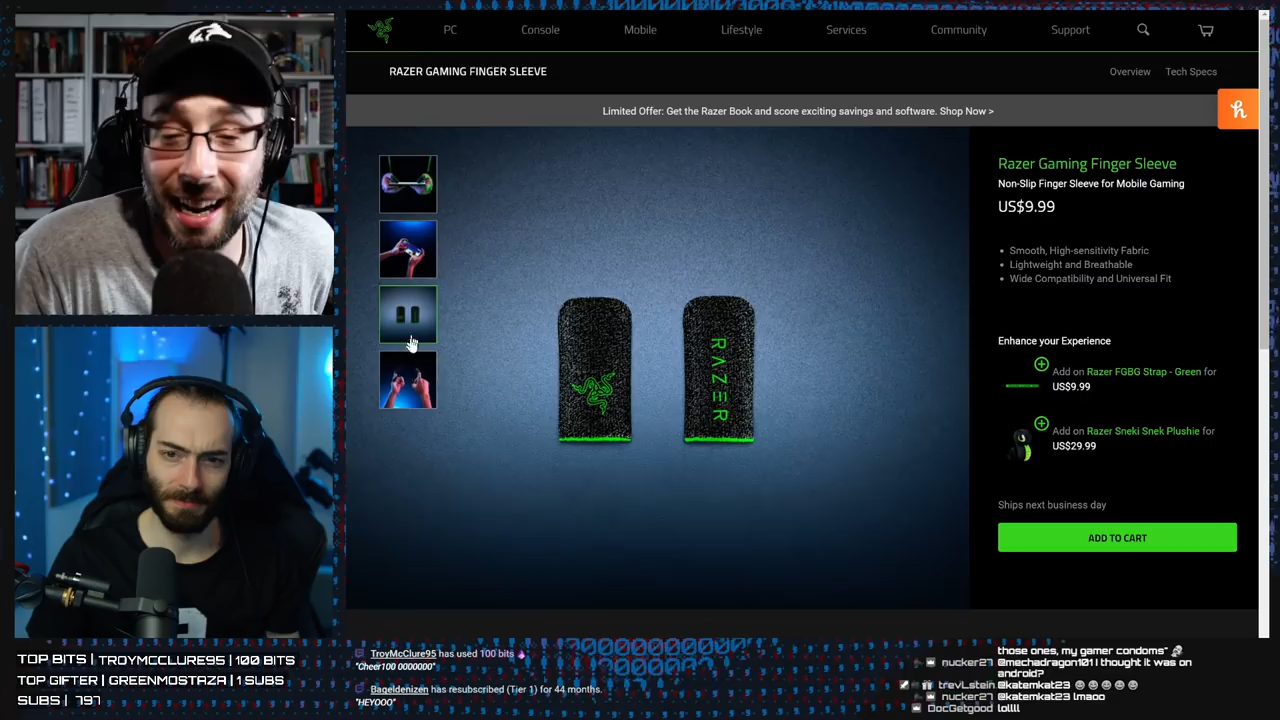 PC
Console
Mobile
Lifestyle
Services
Community
Support
RAZER GAMING FINGER SLEEVE
Overview
Tech Specs
Limited Offer: Get the Razer Book and score exciting savings and software. Shop Now >
Razer Gaming Finger Sleeve
Non-Slip Finger Sleeve for Mobile Gaming
US$9.99
• Smooth, High-sensitivity Fabric
• Lightweight and Breathable
• Wide Compatibility and Universal Fit
RAZER
Enhance your Experience
Add on Razer FGBG Strap - Green for
US$9.99
Add on Razer Sneki Snek Plushie for
US$29.99
Ships next business day
ADD TO CART
TOP BITS | TROYMCCLURE95 | 100 BITS
TOP GIFTER | GREENMOSTAZA | 1 SUBS
SUBS | 797
TroyMcClure95 has used 100 bits
"Cheer100 0000000"
Bageldenizen has resubscribed (Tier 1) for 44 months.
"HEYOOO"
those ones, my gamer condoms"
nucker27 @mechadragon101 I thought it was on
android?
trevlstein
nucker27 @katemkat23 lmaoo
DocGetgood lollll